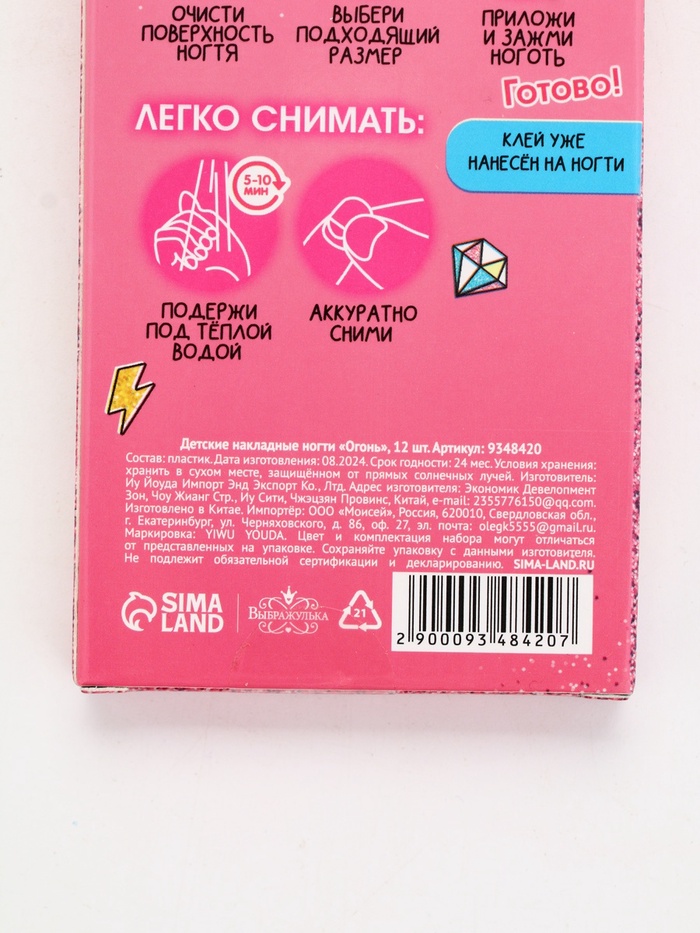 ОЧИСТИ
ПОВЕРХНОСТЬ
НОГТЯ
ВЫБЕРИ
ПОДХОДЯЩИЙ
РАЗМЕР
ПРИЛОЖИ
И ЗАЖМИ
НОГОТЬ
Готово!
ЛЕГКО СНИМАТЬ:
КЛЕЙ УЖЕ
НАНЕСЁН НА НОГТИ
5-10
МИН
ПОДЕРЖИ
ПОД ТЁПЛОЙ
ВОДОЙ
АККУРАТНО
СНИМИ
Детские накладные ногти «Огонь», 12 шт. Артикул: 9348420
Состав: пластик. Дата изготовления: 08.2024. Срок годности: 24 мес. Условия хранения:
хранить в сухом месте, защищённом от прямых солнечных лучей. Изготовитель:
Иу Йоуда Импорт Энд Экспорт Ко., Лтд. Адрес изготовителя: Экономик Девелопмент
Зон, Чоу Жианг Стр., Иу Сити, Чжэцзян Провинс, Китай, e-mail: 2355776150@qq.com.
Изготовлено в Китае. Импортёр: ООО «Моисей», Россия, 620010, Свердловская обл.,
г. Екатеринбург, ул. Черняховского, д. 86, оф. 27, эл. почта: olegk5555@gmail.ru.
Маркировка: YIWU YOUDA. Цвет и комплектация набора могут отличаться
от представленных на упаковке. Сохраняйте упаковку с данными изготовителя.
Не подлежит обязательной сертификации и декларированию. SIMA-LAND.RU
SIMA
LAND
ВЫБРАЖУЛЬКА
21
2 900093 484207